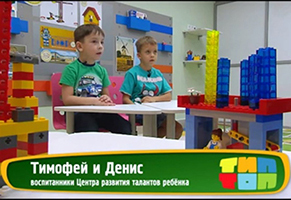 Тимофей и Денис
воспитанники Центра развития талантов ребёнка
ТИП
ТОП